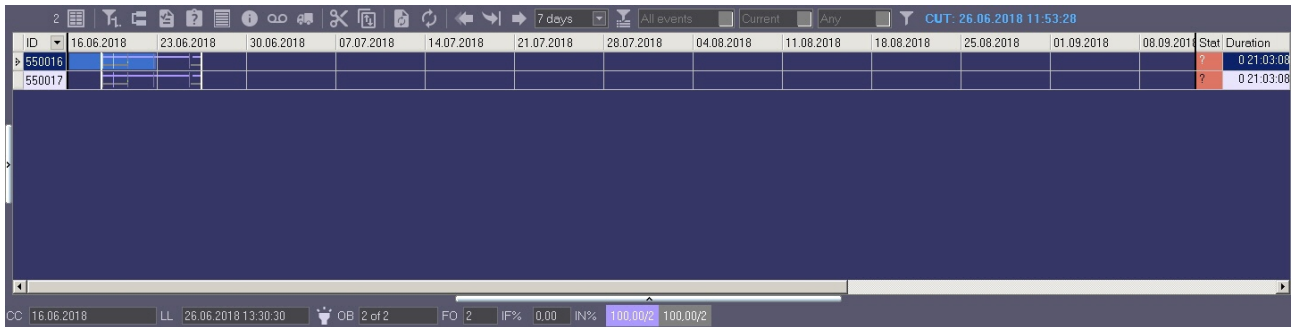 2 7 days All events Current Any CUT: 26.06.2018 11:53:28
ID 16.06.2018 23.06.2018 30.06.2018 07.07.2018 14.07.2018 21.07.2018 28.07.2018 04.08.2018 11.08.2018 18.08.2018 25.08.2018 01.09.2018 08.09.2018 Stat Duration
550016 ? 0 21:03:08
550017 ? 0 21:03:08
CC 16.06.2018 LL 26.06.2018 13:30:30 OB 2 of 2 FO 2 IF% 0,00 IN% 100,00/2 100,00/2